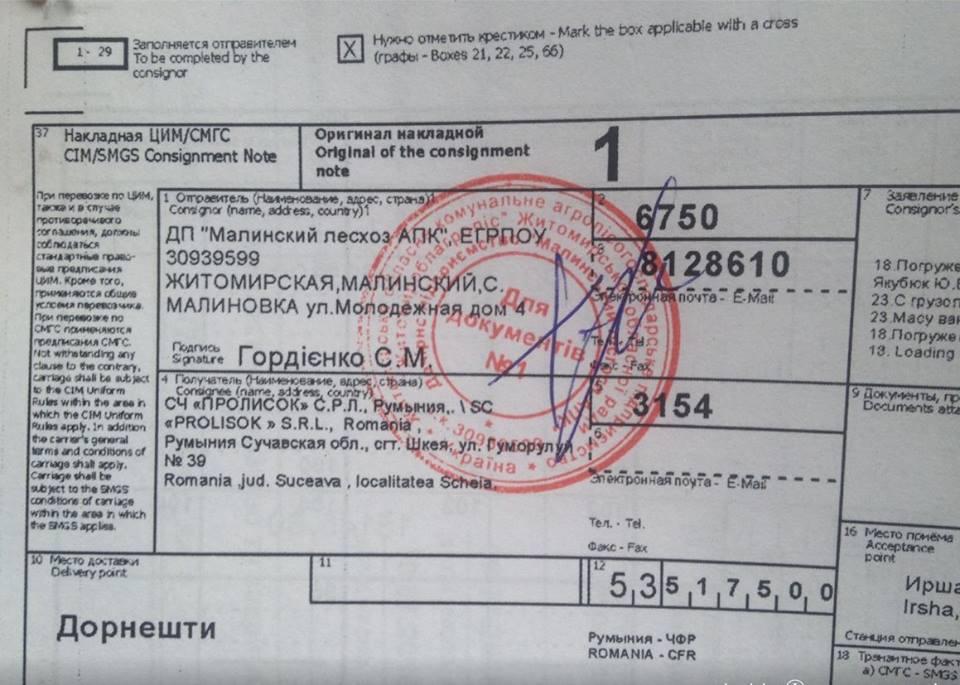 1 - 29
Заполняется отправителем
To be completed by the
consignor
X
Нужно отметить крестиком - Mark the box applicable with a cross
(графы - Boxes 21, 22, 25, 66)
37
Накладная ЦИМ/СМГС
CIM/SMGS Consignment Note
Оригинал накладной
Original of the consignment
note
1
При перевозке по ЦИМ,
также и в случае
противоречивого
соглашения, должны
соблюдаться
стандартные право-
вые предписания
ЦИМ. Кроме того,
применяются общие
условия перевозчика.
При перевозке по
СМГС применяются
предписания СМГС.
Not withstanding any
clause to the contrary,
carriage shall be subject
to the CIM Uniform
Rules within the area in
which the CIM Uniform
Rules apply. In addition
the carrier's general
terms and conditions of
carriage shall apply.
Carriage shall be
subject to the SMGS
conditions of carriage
within the area in which
the SMGS applies.
1 Отправитель (Наименование, адрес, страна)1
Consignor (name, address, country)1
ДП "Малинский лесхоз АПК", ЕГРПОУ
30939599
ЖИТОМИРСКАЯ,МАЛИНСКИЙ,С.
МАЛИНОВКА ул.Молодежная дом 4
Подпись
Signature
Гордієнко С.М.
2
6750
3
8128610
Электронная почта - E-Mail
Тел. - Tel.
Факс - Fax
Для
документів
№ 1
4 Получатель (Наименование, адрес, страна)
Consignee (name, address, country)
СЧ «ПРОЛИСОК» С.Р.Л., Румыния,. \ SC
«PROLISOK » S.R.L., Romania ,
Румыния Сучавская обл., сгт. Шкея, ул. Гуморулуй
№ 39
Romania ,jud. Suceava , localitatea Scheia,
5
3154
6
Электронная почта - E-Mail
Тел. - Tel.
Факс - Fax
7 Заявление
Consignor's
18.Погруже
Якубюк Ю.
23.С грузоп
23.Массу ваг
18.Погруже
18. Loading
9 Документы, пр
Documents atta
10 Место доставки
Delivery point
Дорнешти
11
12
5 3 5 1 7 5 0 0
Румыния - ЧФР
ROMANIA - CFR
16 Место приёма
Acceptance
point
Ирша
Irsha,
Станция отправлен
18 Транзитное факт
a) СМГС - SMGS